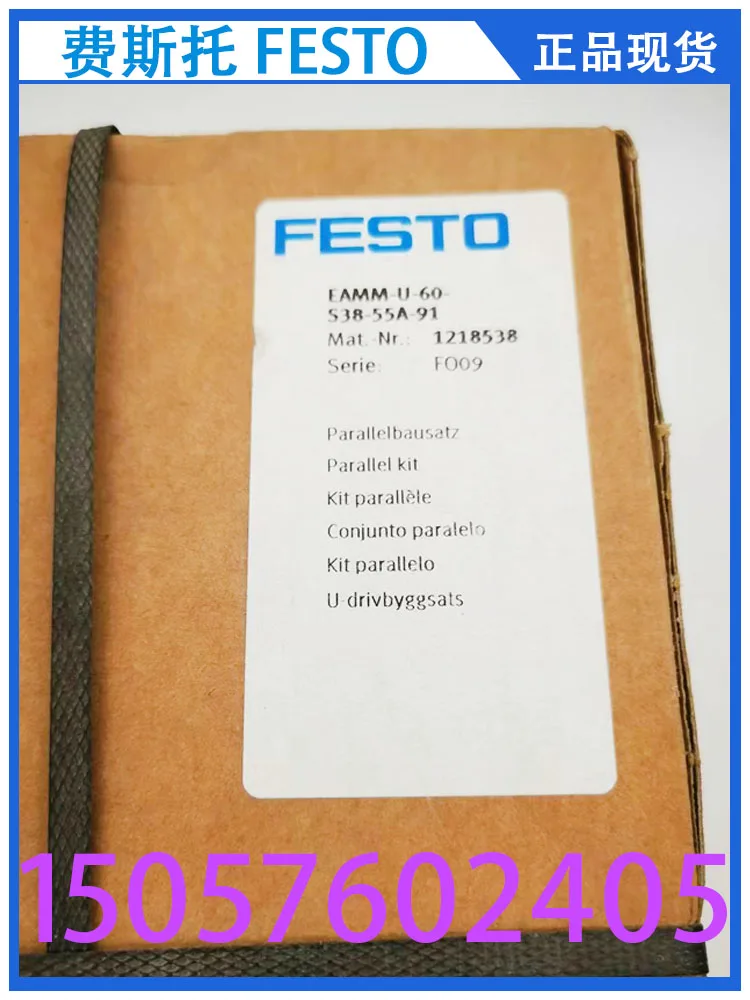 费斯托 FESTO
正品现货
FESTO
EAMM-U-60-
S38-55A-91
Mat.-Nr.: 1218538
Serie: FO09
Parallelbausatz
Parallel kit
Kit parallèle
Conjunto paralelo
Kit parallelo
U-drivbyggsats
15057602405